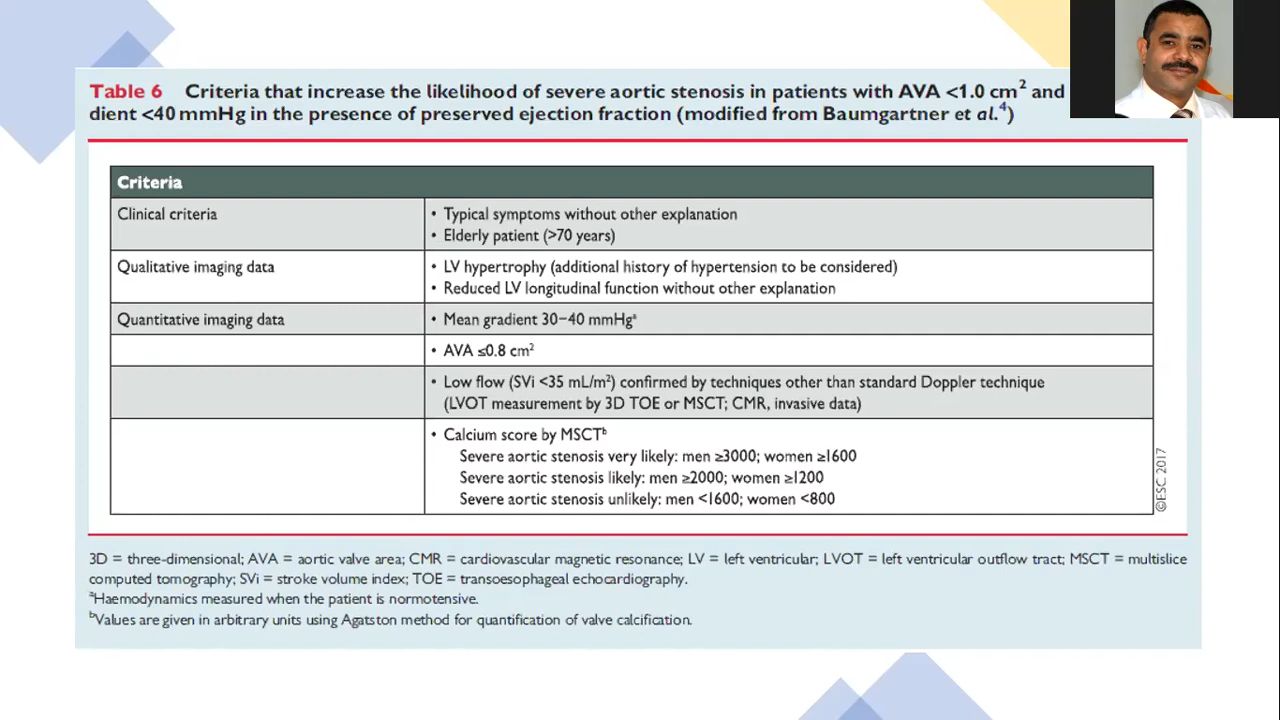 Table 6 Criteria that increase the likelihood of severe aortic stenosis in patients with AVA <1.0 cm² and
dient <40 mmHg in the presence of preserved ejection fraction (modified from Baumgartner et al.⁴)
Criteria
Clinical criteria
• Typical symptoms without other explanation
• Elderly patient (>70 years)
Qualitative imaging data
• LV hypertrophy (additional history of hypertension to be considered)
• Reduced LV longitudinal function without other explanation
Quantitative imaging data
• Mean gradient 30–40 mmHgᵃ
• AVA ≤0.8 cm²
• Low flow (SVi <35 mL/m²) confirmed by techniques other than standard Doppler technique
(LVOT measurement by 3D TOE or MSCT; CMR, invasive data)
• Calcium score by MSCTᵇ
Severe aortic stenosis very likely: men ≥3000; women ≥1600
Severe aortic stenosis likely: men ≥2000; women ≥1200
Severe aortic stenosis unlikely: men <1600; women <800
©ESC 2017
3D = three-dimensional; AVA = aortic valve area; CMR = cardiovascular magnetic resonance; LV = left ventricular; LVOT = left ventricular outflow tract; MSCT = multislice
computed tomography; SVi = stroke volume index; TOE = transoesophageal echocardiography.
ᵃHaemodynamics measured when the patient is normotensive.
ᵇValues are given in arbitrary units using Agatston method for quantification of valve calcification.